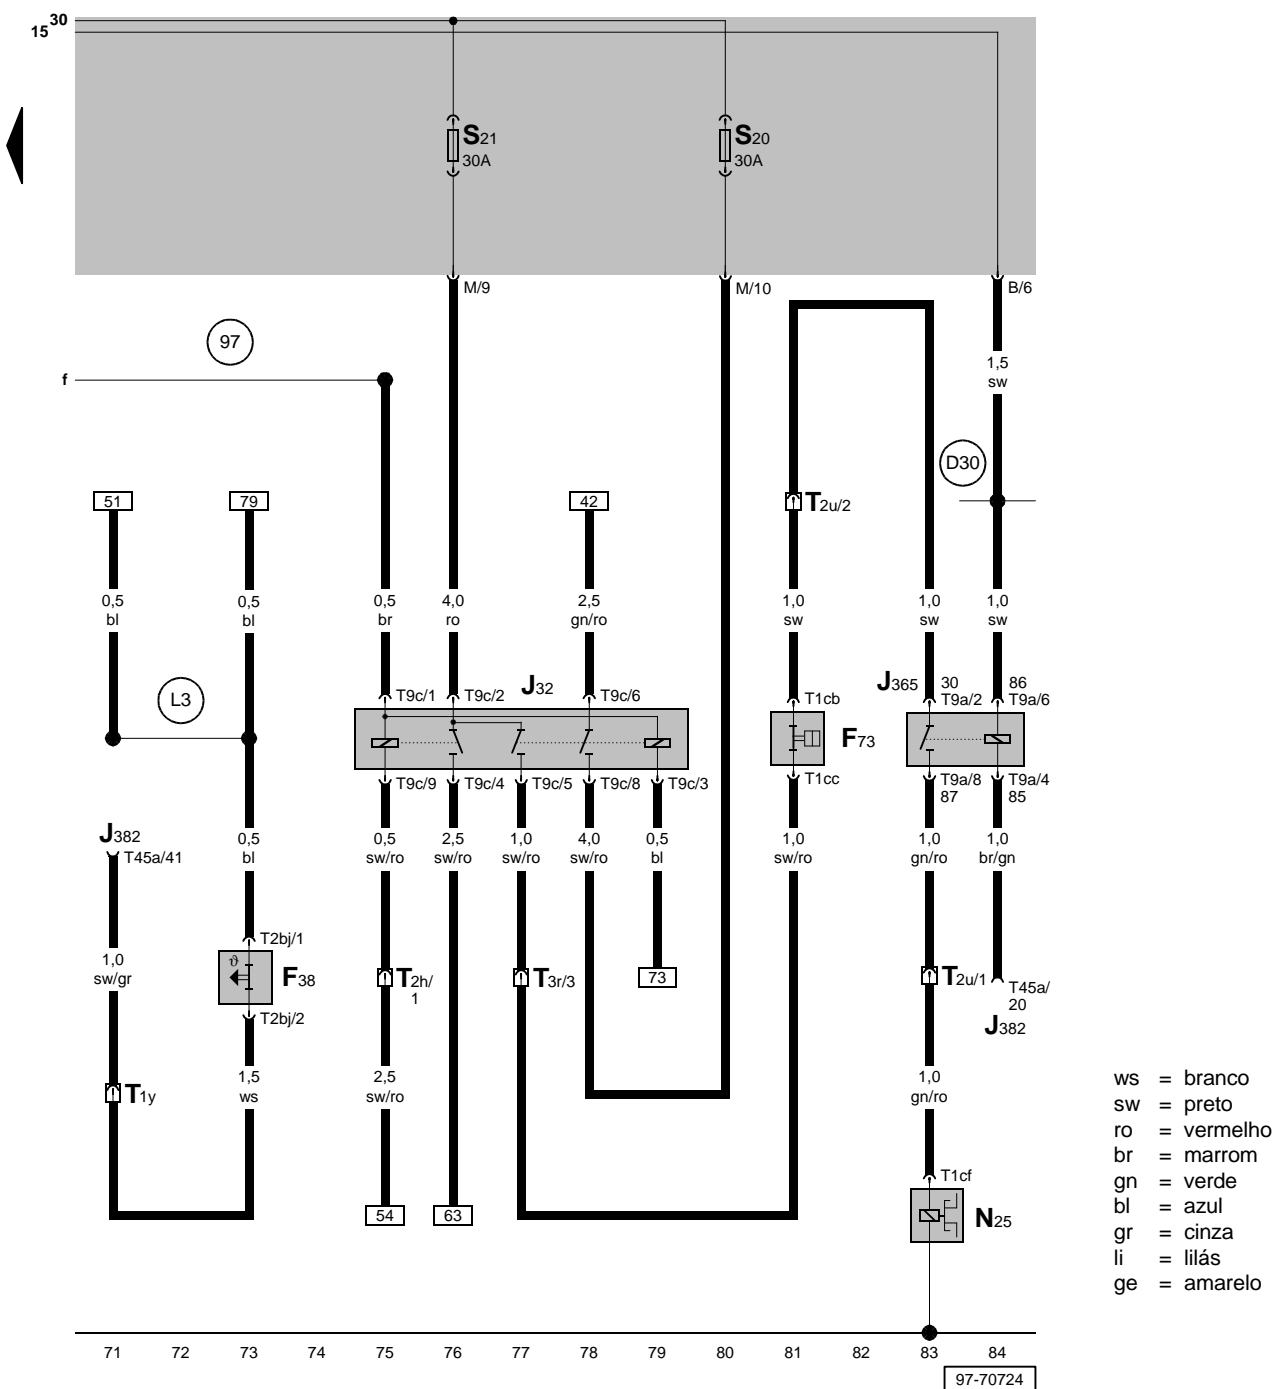 30
15
S21
30A
S20
30A
M/9
M/10
B/6
97
f
1,5
sw
D30
51
79
42
T2u/2
0,5
bl
0,5
bl
0,5
br
4,0
ro
2,5
gn/ro
1,0
sw
1,0
sw
1,0
sw
L3
T9c/1
T9c/2
J32
T9c/6
T1cb
J365
30
T9a/2
86
T9a/6
F73
T9c/9
T9c/4
T9c/5
T9c/8
T9c/3
T1cc
T9a/8
87
T9a/4
85
J382
T45a/41
0,5
bl
0,5
sw/ro
2,5
sw/ro
1,0
sw/ro
4,0
sw/ro
0,5
bl
1,0
sw/ro
1,0
gn/ro
1,0
br/gn
T2bj/1
1,0
sw/gr
ϑ
F38
T2h/
1
T3r/3
73
T2u/1
T45a/
20
J382
T2bj/2
T1y
1,5
ws
2,5
sw/ro
1,0
gn/ro
T1cf
54
63
N25
ws = branco
sw = preto
ro = vermelho
br = marrom
gn = verde
bl = azul
gr = cinza
li = lilás
ge = amarelo
71 72 73 74 75 76 77 78 79 80 81 82 83 84
97-70724